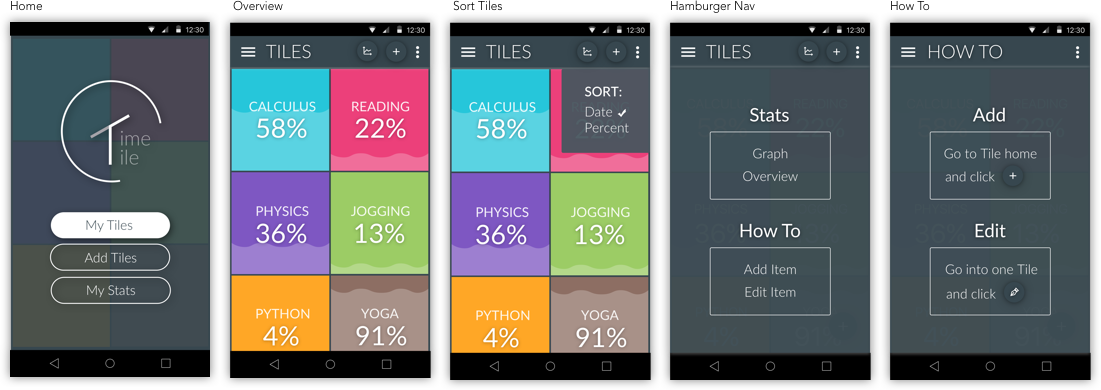 Home
12:30
Time
Tile
My Tiles
Add Tiles
My Stats
Overview
12:30
TILES
CALCULUS
58%
READING
22%
PHYSICS
36%
JOGGING
13%
PYTHON
4%
YOGA
91%
Sort Tiles
12:30
TILES
CALCULUS
58%
SORT:
Date
Percent
PHYSICS
36%
JOGGING
13%
PYTHON
4%
YOGA
91%
Hamburger Nav
12:30
TILES
Stats
Graph
Overview
How To
Add Item
Edit Item
How To
12:30
HOW TO
Add
Go to Tile home
and click +
Edit
Go into one Tile
and click